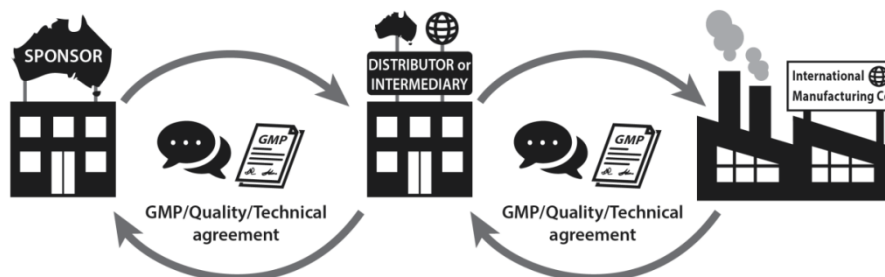 SPONSOR
DISTRIBUTOR or
INTERMEDIARY
International
Manufacturing C
GMP
GMP
GMP/Quality/Technical
agreement
GMP/Quality/Technical
agreement